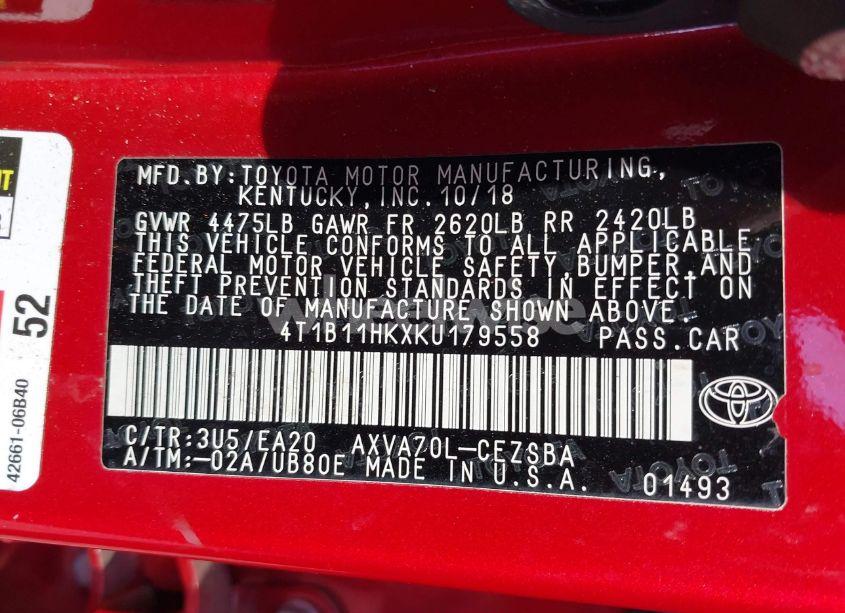 MFD.BY:TOYOTA MOTOR MANUFACTURING,
KENTUCKY,INC.10/18
GVWR 4475LB GAWR FR 2620LB RR 2420LB
THIS VEHICLE CONFORMS TO ALL APPLICABLE
FEDERAL MOTOR VEHICLE SAFETY,BUMPER,AND
THEFT PREVENTION STANDARDS IN EFFECT ON
THE DATE OF MANUFACTURE SHOWN ABOVE.
4T1B11HKXKU179558 PASS.CAR
C/TR:3U5/EA20 AXVA70L-CEZSBA
A/TM:-02A/UB80E MADE IN U.S.A. 01493
52
42661-06B40